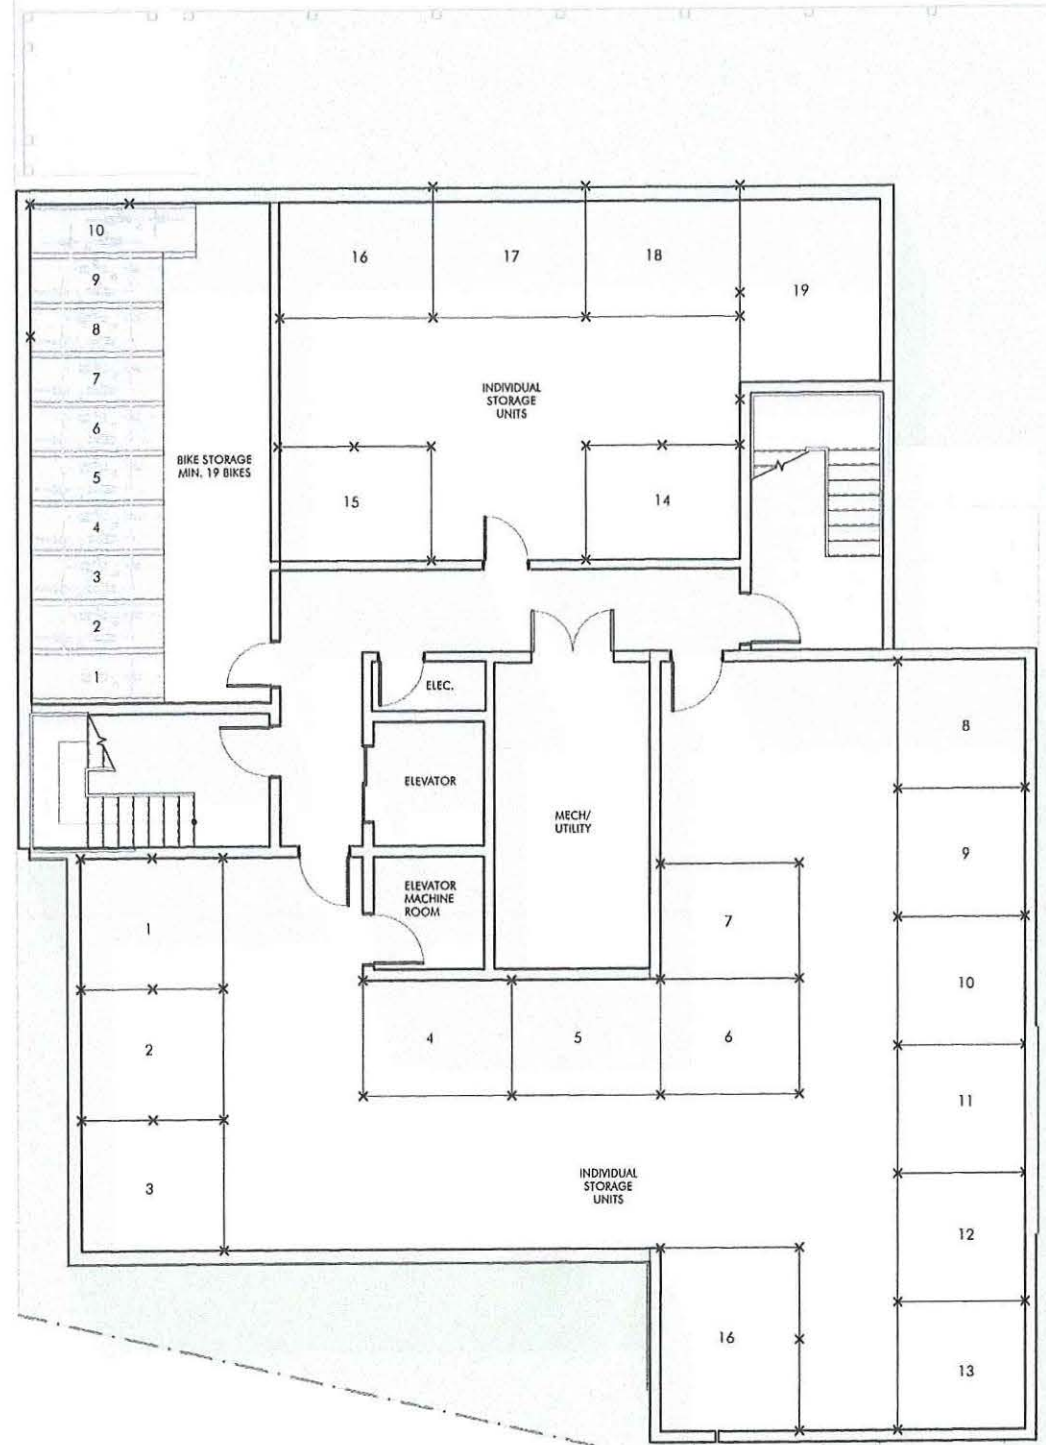 10
9
8
7
6
5
4
3
2
1
BIKE STORAGE
MIN. 19 BIKES
16
17
18
19
INDIVIDUAL
STORAGE
UNITS
15
14
ELEC.
ELEVATOR
MECH/
UTILITY
ELEVATOR
MACHINE
ROOM
1
2
3
4
5
6
7
8
9
10
11
12
13
INDIVIDUAL
STORAGE
UNITS
16